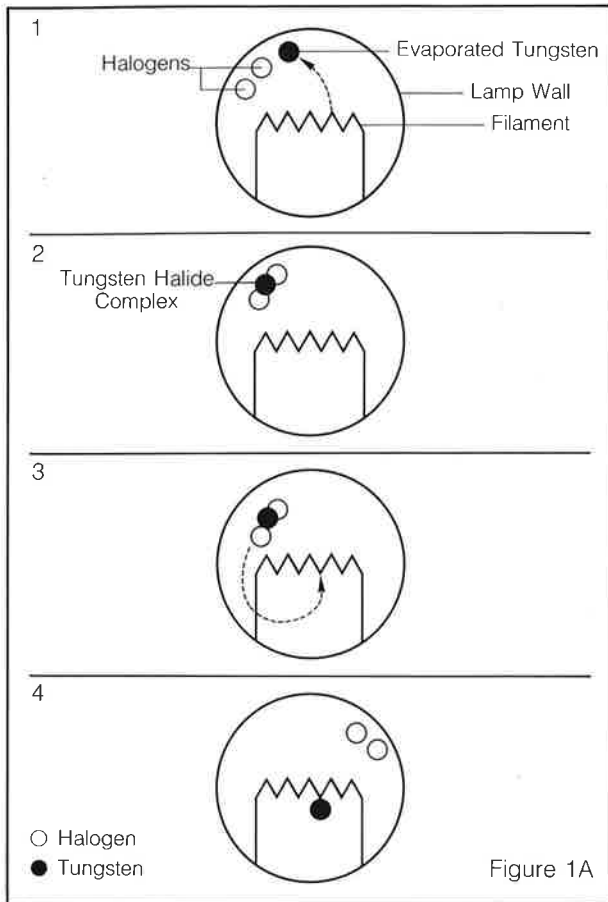 1
Halogens
Evaporated Tungsten
Lamp Wall
Filament
2
Tungsten Halide
Complex
3
4
Halogen
Tungsten
Figure 1A